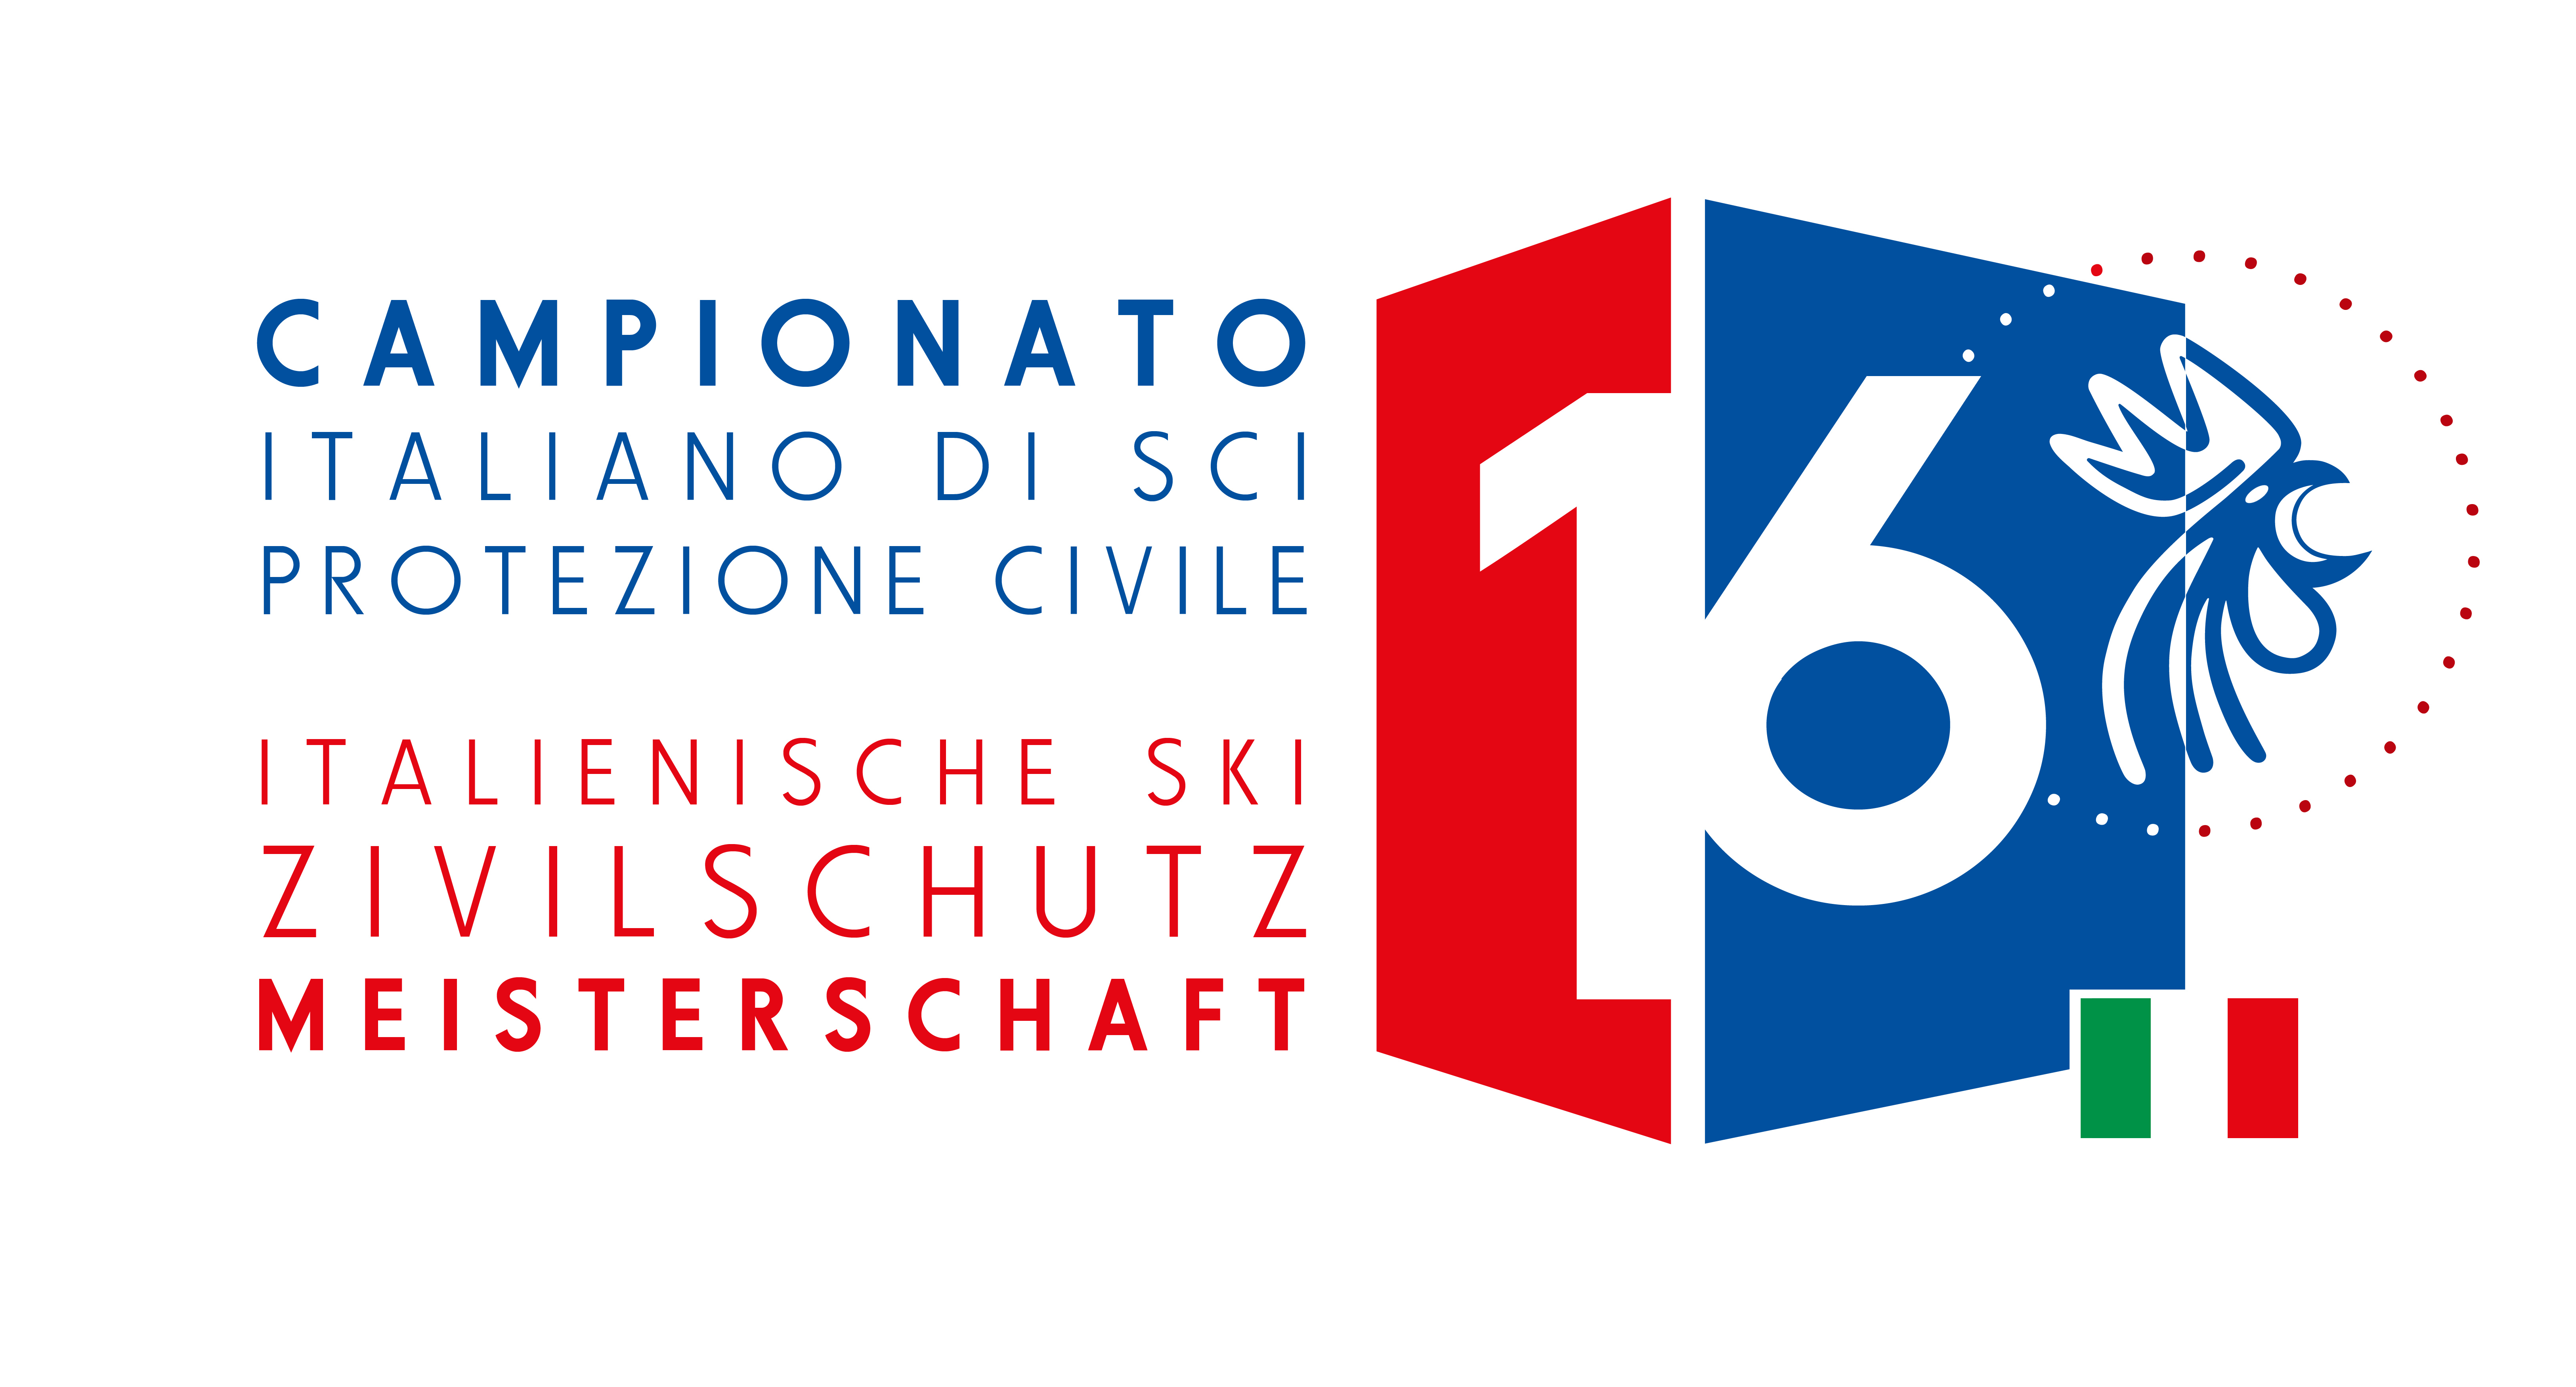 CAMPIONATO
ITALIANO DI SCI
PROTEZIONE CIVILE
ITALIENISCHE SKI
ZIVILSCHUTZ
MEISTERSCHAFT
16